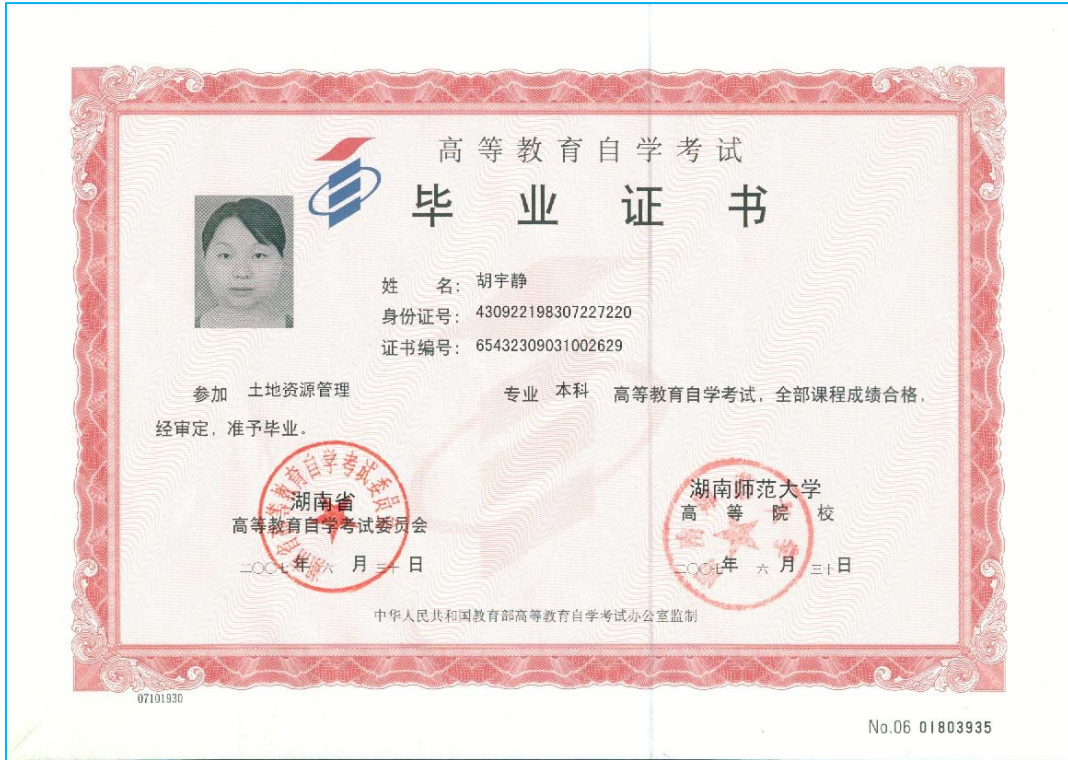 高等教育自学考试
毕业证书
姓 名：胡宇静
身份证号：430922198307227220
证书编号：65432309031002629
参加 土地资源管理 专业 本科 高等教育自学考试，全部课程成绩合格，
经审定，准予毕业。
湖南省 湖南师范大学
高等教育自学考试委员会 高等院校
二〇〇七年 六 月 三十日 二〇〇七年 六 月 三十日
中华人民共和国教育部高等教育自学考试办公室监制
07101930
No.06 01803935